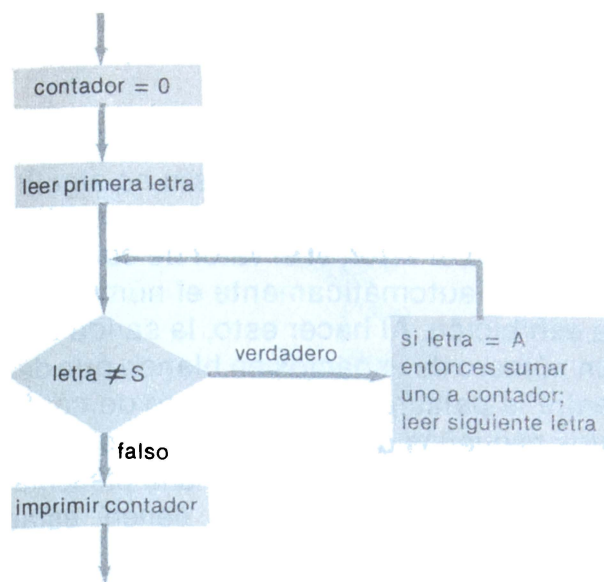 contador = 0
leer primera letra
letra ≠ S
verdadero
si letra = A
entonces sumar
uno a contador;
leer siguiente letra
falso
imprimir contador